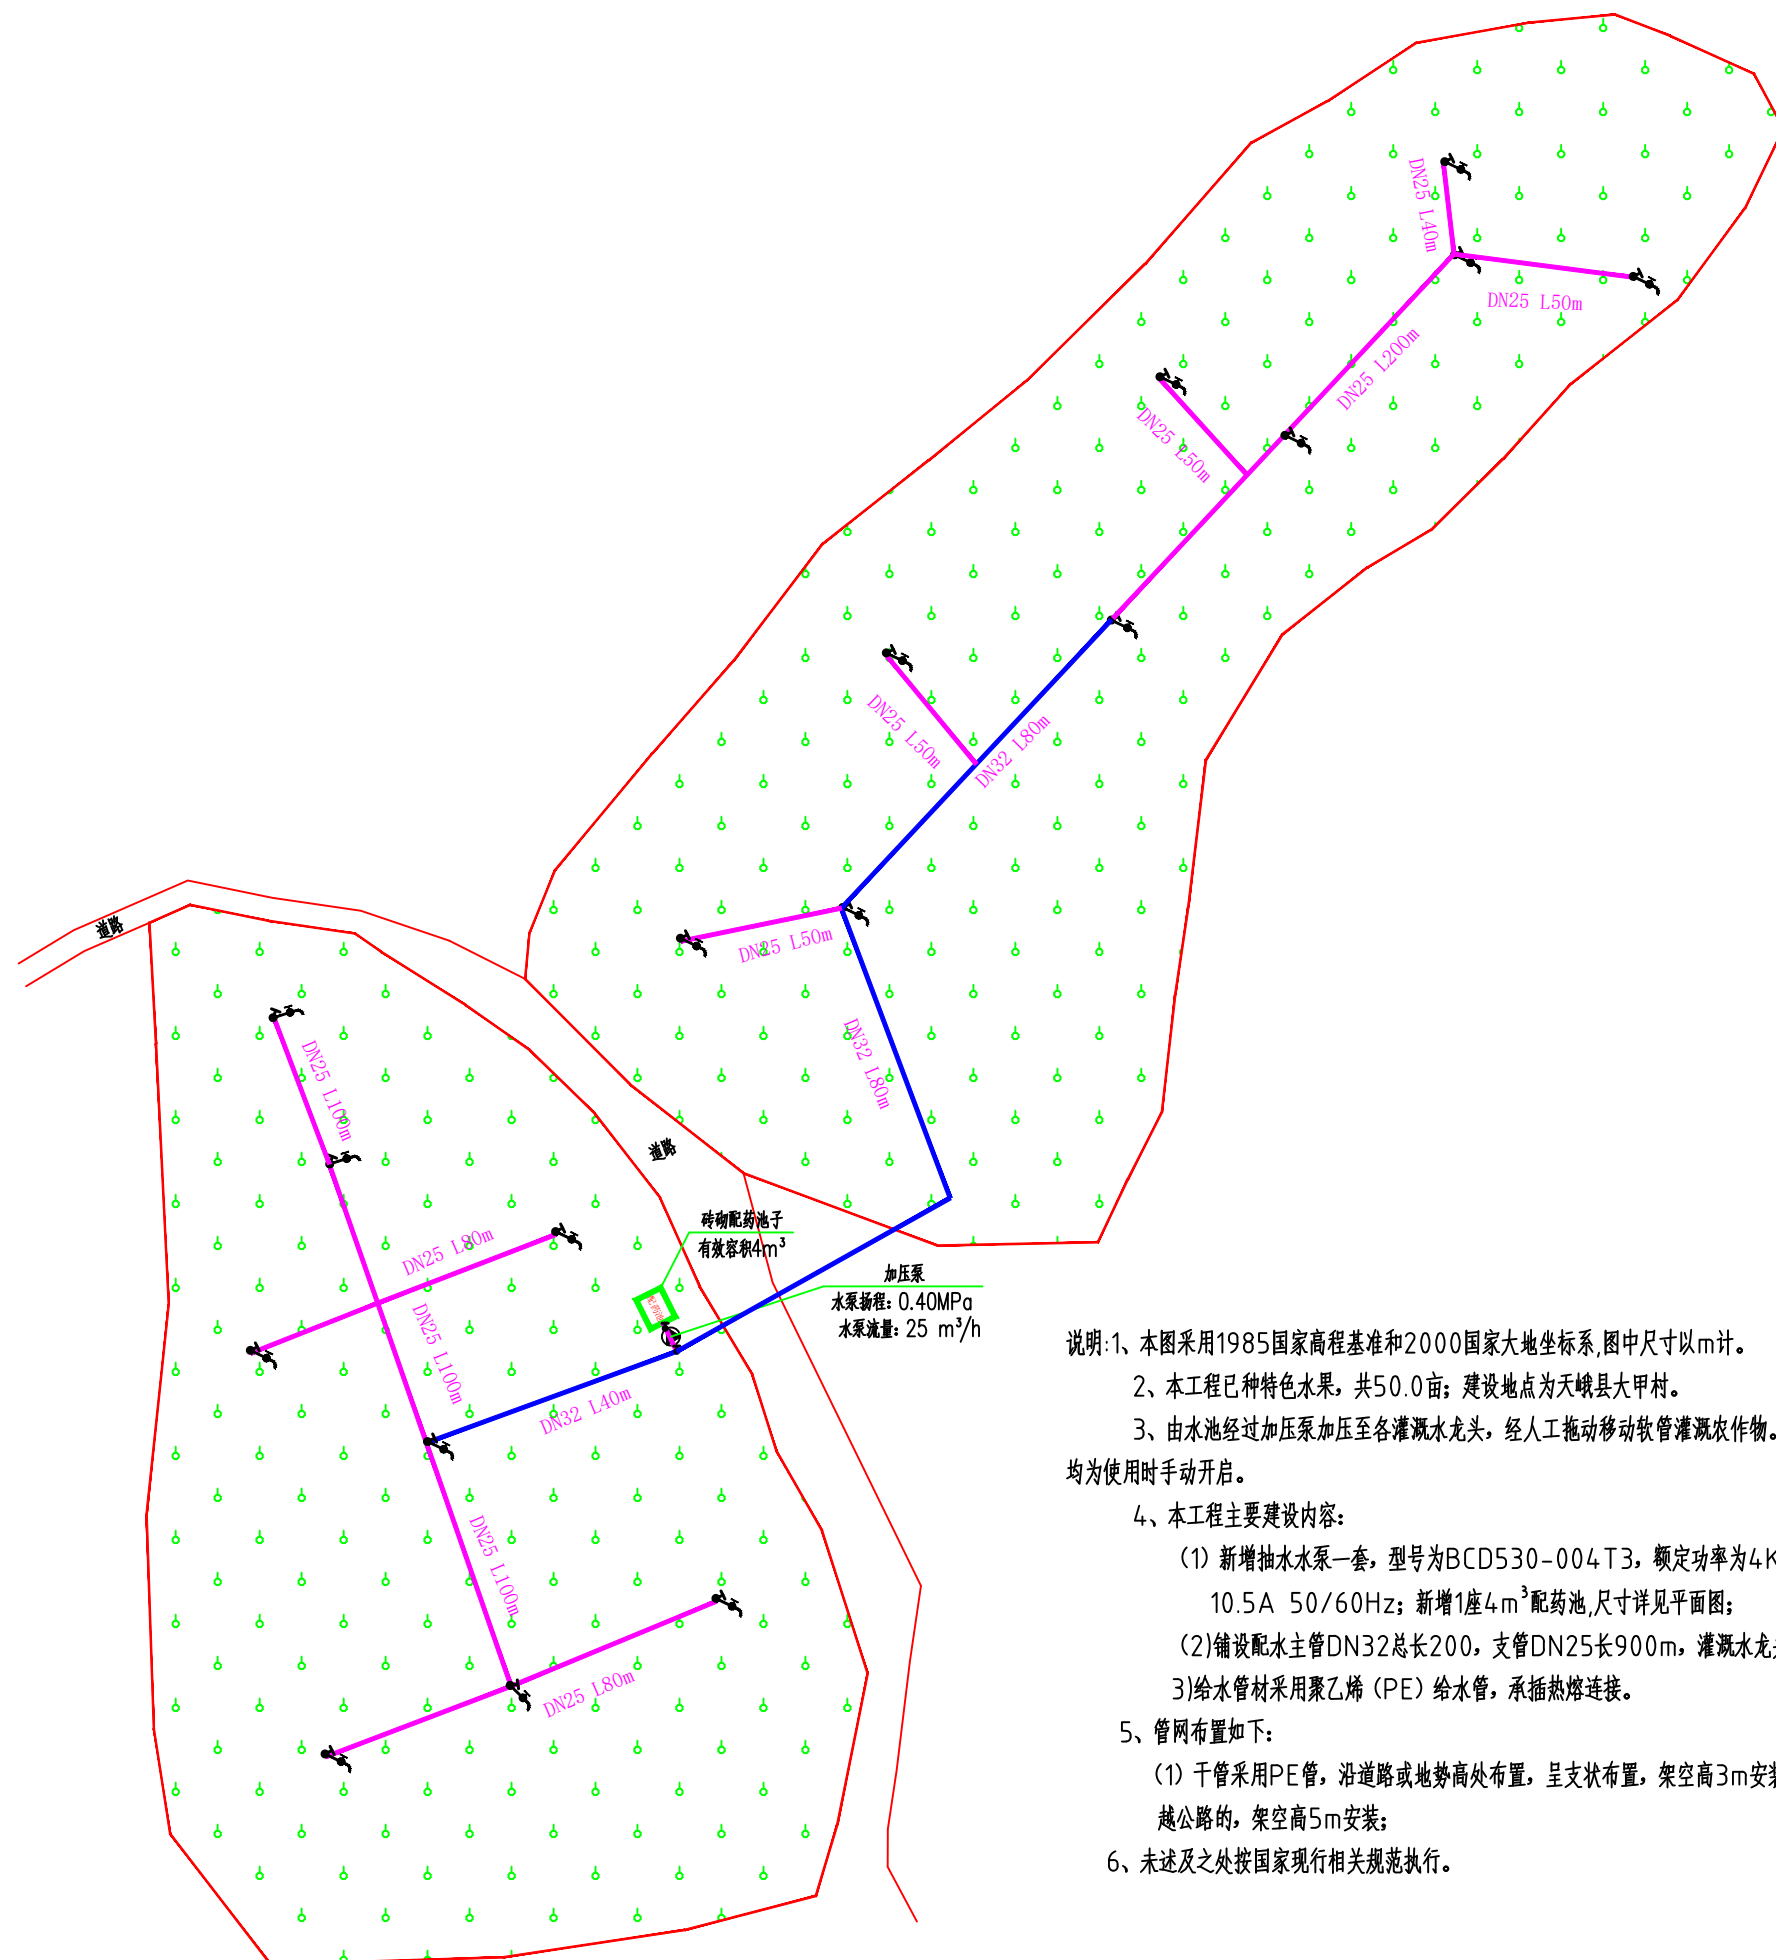 DN25 L40m
DN25 L50m
DN25 L200m
DN25 L50m
DN25 L50m
DN32 L80m
DN25 L50m
DN32 L80m
道路
DN25 L100m
道路
DN25 L80m
砖砌配药池子
有效容积4m³
配药池
加压泵
水泵扬程：0.40MPa
水泵流量：25 m³/h
DN25 L100m
DN32 L40m
DN25 L100m
DN25 L80m
说明:1、本图采用1985国家高程基准和2000国家大地坐标系,图中尺寸以m计。
2、本工程已种特色水果，共50.0亩；建设地点为天峨县大甲村。
3、由水池经过加压泵加压至各灌溉水龙头，经人工拖动移动软管灌溉农作物。
均为使用时手动开启。
4、本工程主要建设内容：
（1）新增抽水水泵一套，型号为BCD530-004T3，额定功率为4K
10.5A 50/60Hz；新增1座4m³配药池,尺寸详见平面图；
（2)铺设配水主管DN32总长200，支管DN25长900m，灌溉水龙头
3)给水管材采用聚乙烯（PE）给水管，承插热熔连接。
5、管网布置如下：
（1）干管采用PE管，沿道路或地势高处布置，呈支状布置，架空高3m安装
越公路的，架空高5m安装；
6、未述及之处按国家现行相关规范执行。